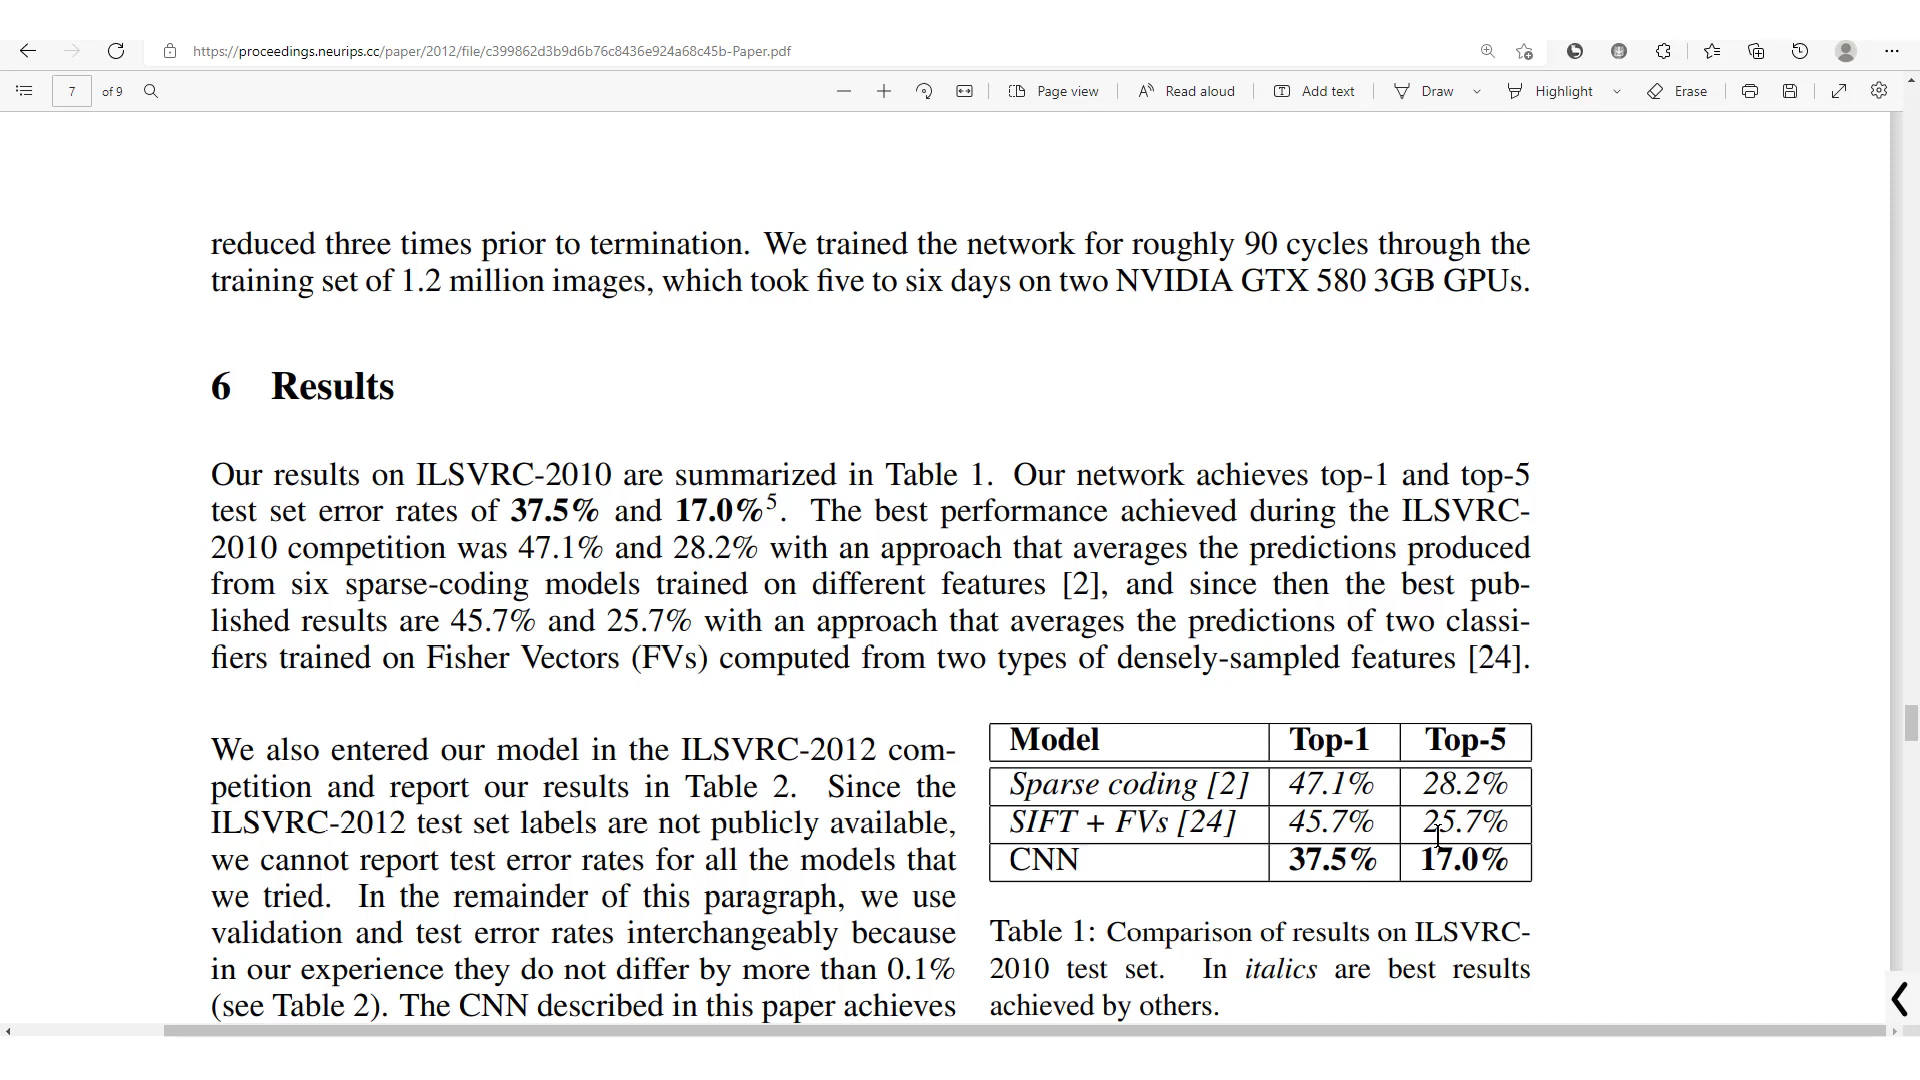 https://proceedings.neurips.cc/paper/2012/file/c399862d3b9d6b76c8436e924a68c45b-Paper.pdf
7 of 9 Page view Read aloud Add text Draw Highlight Erase
reduced three times prior to termination. We trained the network for roughly 90 cycles through the
training set of 1.2 million images, which took five to six days on two NVIDIA GTX 580 3GB GPUs.
6 Results
Our results on ILSVRC-2010 are summarized in Table 1. Our network achieves top-1 and top-5
test set error rates of 37.5% and 17.0%⁵. The best performance achieved during the ILSVRC-
2010 competition was 47.1% and 28.2% with an approach that averages the predictions produced
from six sparse-coding models trained on different features [2], and since then the best pub-
lished results are 45.7% and 25.7% with an approach that averages the predictions of two classi-
fiers trained on Fisher Vectors (FVs) computed from two types of densely-sampled features [24].
We also entered our model in the ILSVRC-2012 com-
petition and report our results in Table 2. Since the
ILSVRC-2012 test set labels are not publicly available,
we cannot report test error rates for all the models that
we tried. In the remainder of this paragraph, we use
validation and test error rates interchangeably because
in our experience they do not differ by more than 0.1%
(see Table 2). The CNN described in this paper achieves
Model Top-1 Top-5
Sparse coding [2] 47.1% 28.2%
SIFT + FVs [24] 45.7% 25.7%
CNN 37.5% 17.0%
Table 1: Comparison of results on ILSVRC-
2010 test set. In italics are best results
achieved by others.